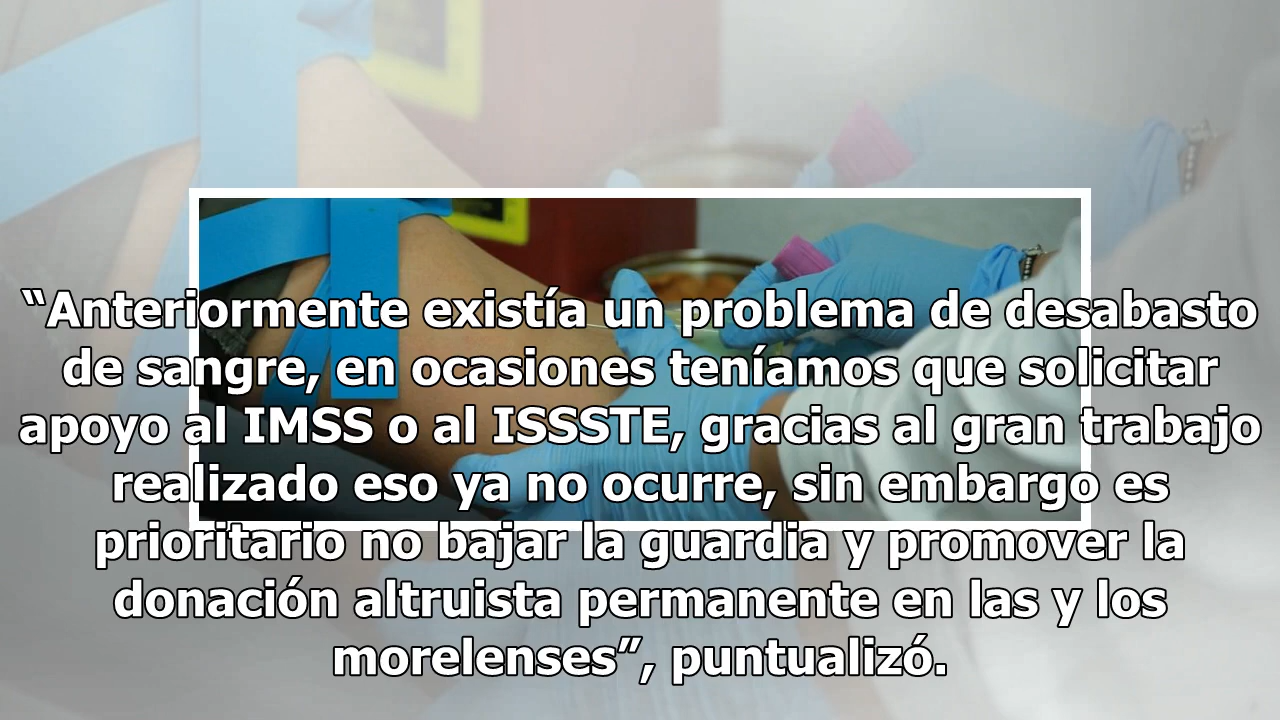 “Anteriormente existía un problema de desabasto
de sangre, en ocasiones teníamos que solicitar
apoyo al IMSS o al ISSSTE, gracias al gran trabajo
realizado eso ya no ocurre, sin embargo es
prioritario no bajar la guardia y promover la
donación altruista permanente en las y los
morelenses”, puntualizó.